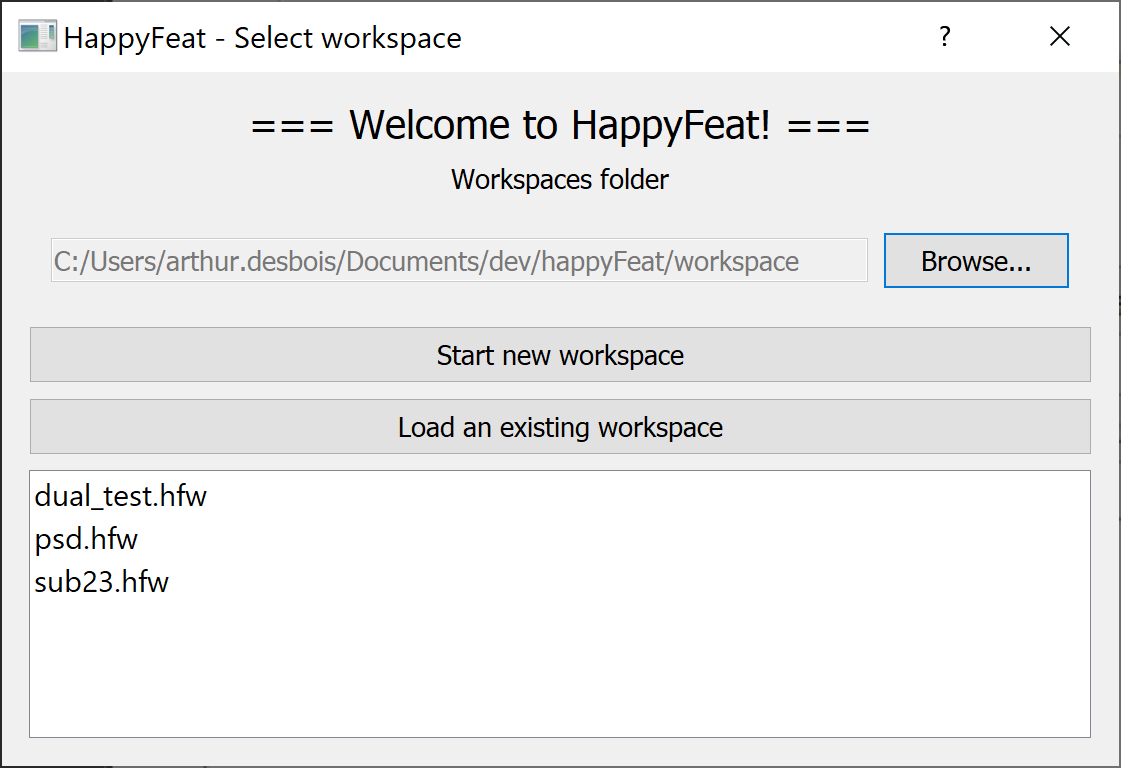 HappyFeat - Select workspace
?
=== Welcome to HappyFeat! ===
Workspaces folder
C:/Users/arthur.desbois/Documents/dev/happyFeat/workspace
Browse...
Start new workspace
Load an existing workspace
dual_test.hfw
psd.hfw
sub23.hfw